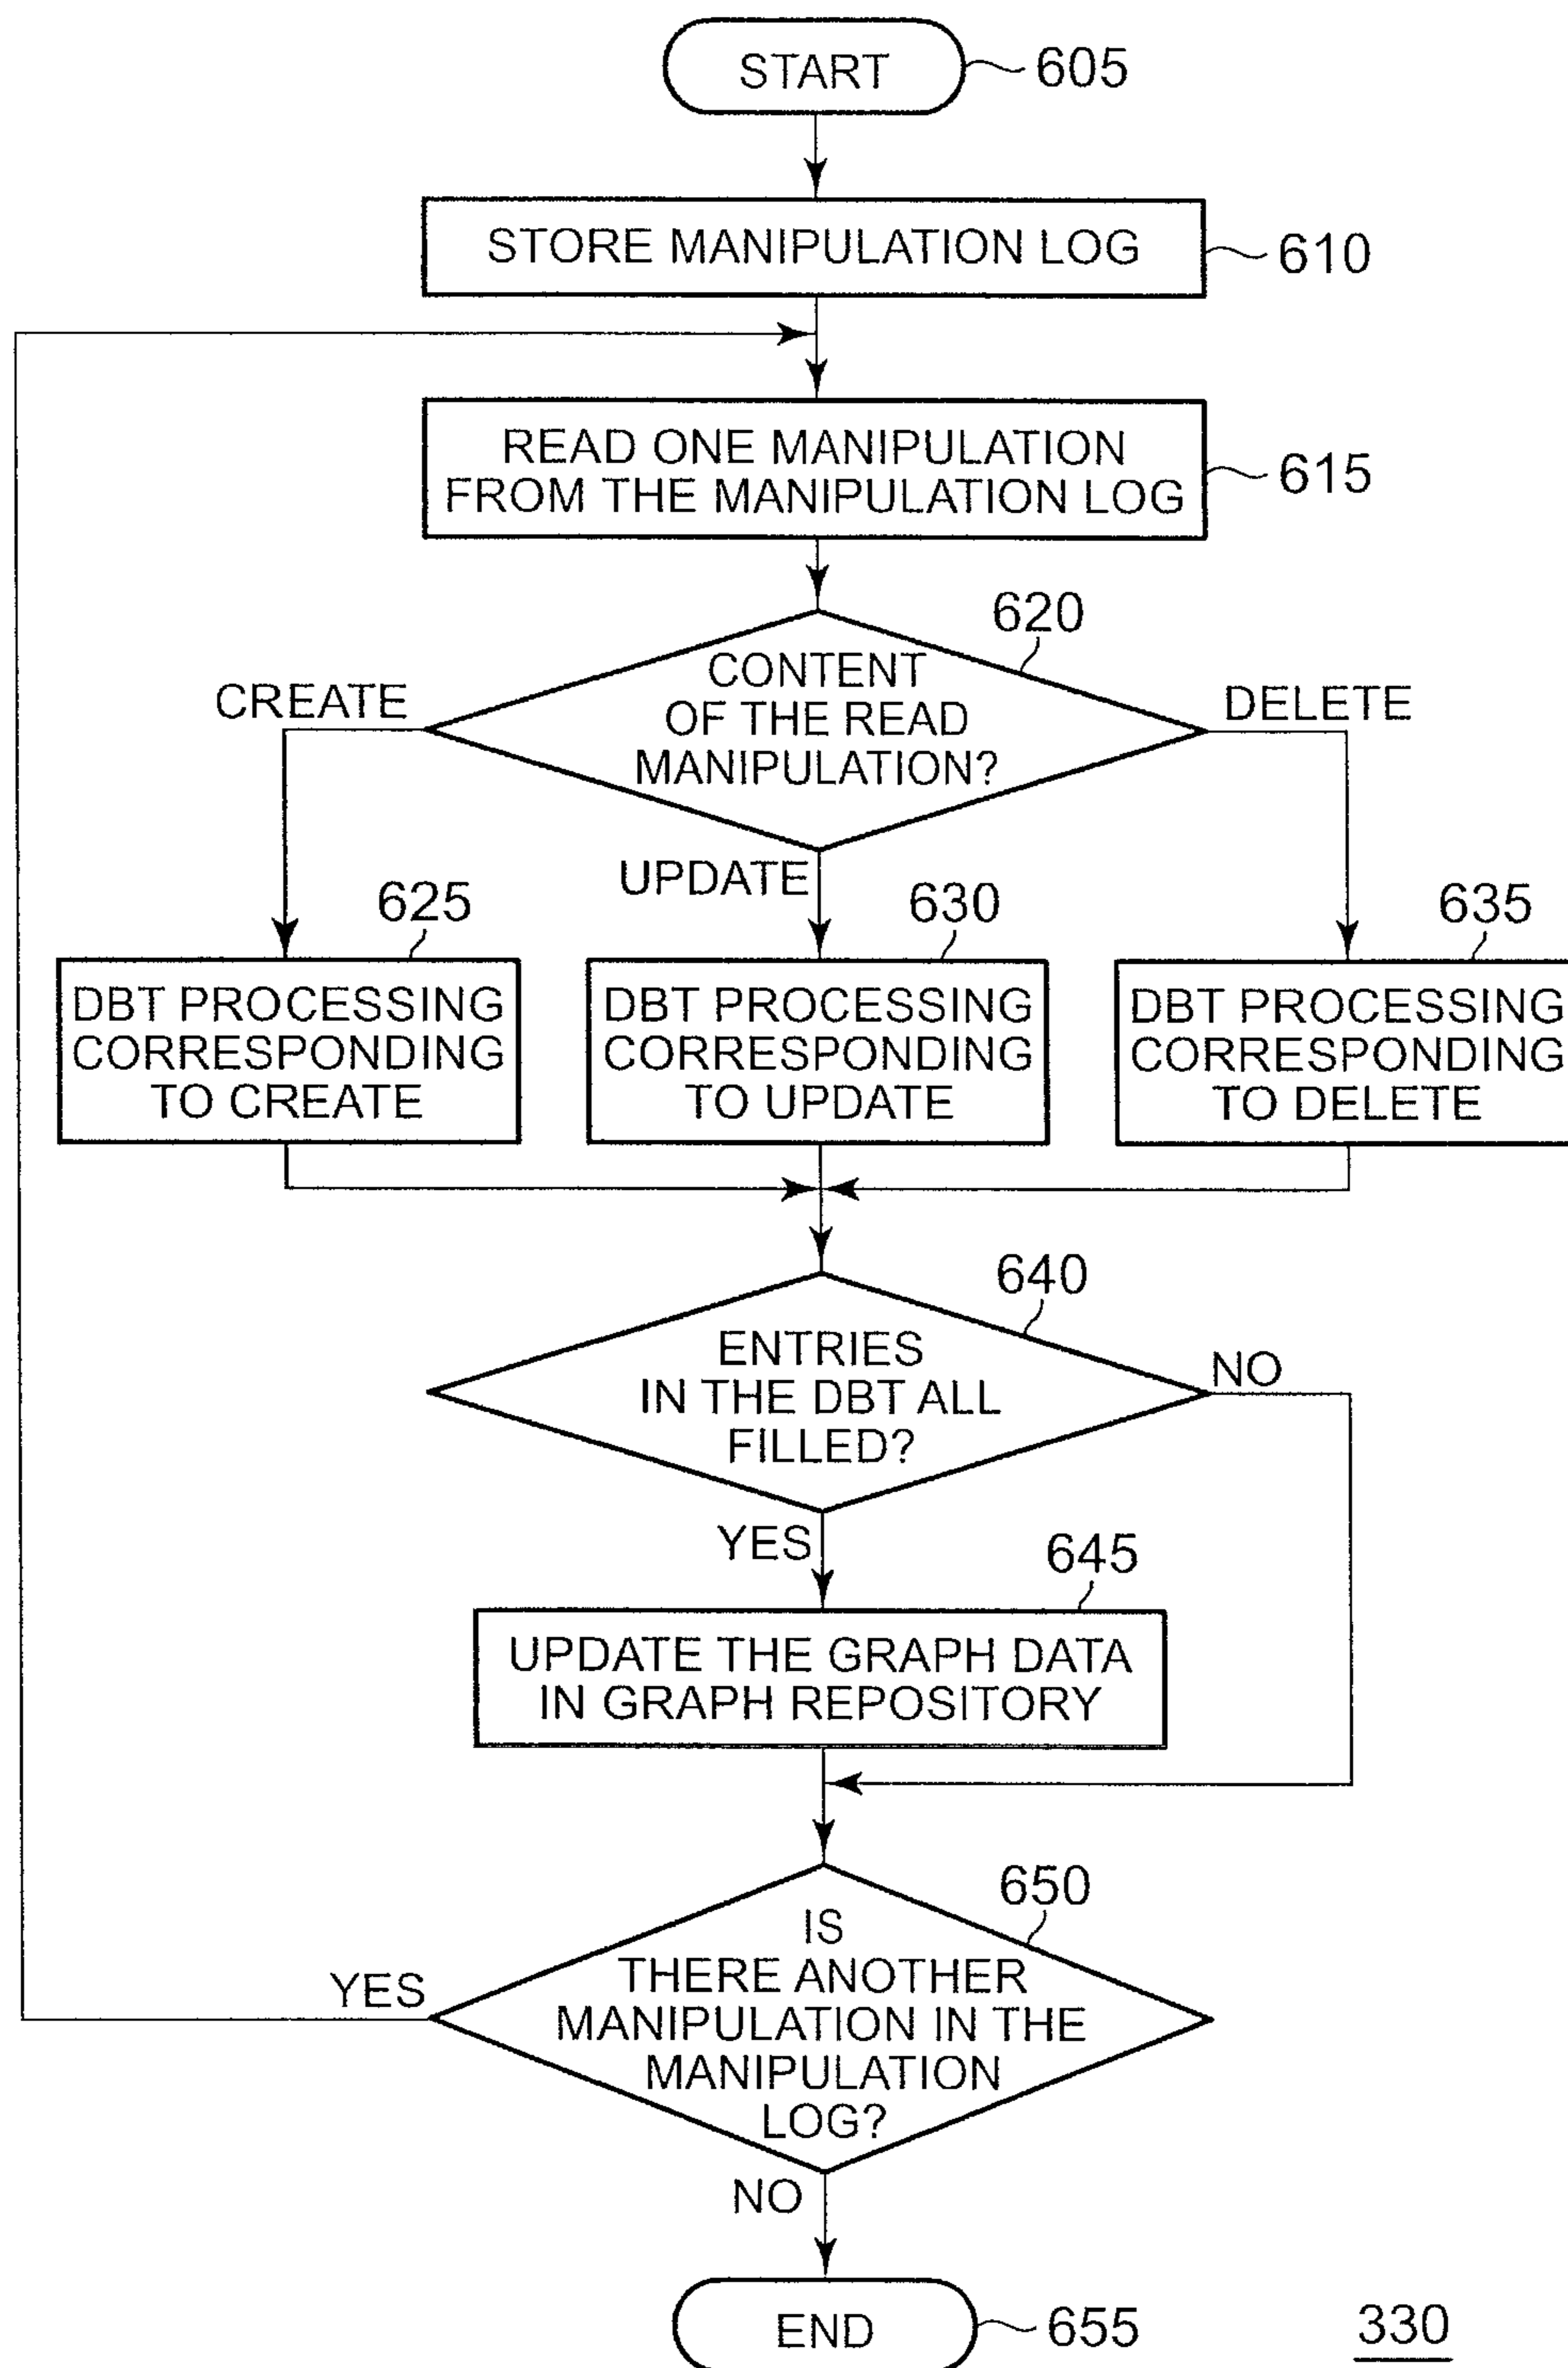 START
605
STORE MANIPULATION LOG
610
READ ONE MANIPULATION
FROM THE MANIPULATION LOG
615
620
CONTENT
OF THE READ
MANIPULATION?
CREATE
DELETE
UPDATE
625
630
635
DBT PROCESSING
CORRESPONDING
TO CREATE
DBT PROCESSING
CORRESPONDING
TO UPDATE
DBT PROCESSING
CORRESPONDING
TO DELETE
640
ENTRIES
IN THE DBT ALL
FILLED?
NO
YES
645
UPDATE THE GRAPH DATA
IN GRAPH REPOSITORY
650
IS
THERE ANOTHER
MANIPULATION IN THE
MANIPULATION
LOG?
YES
NO
END
655
330